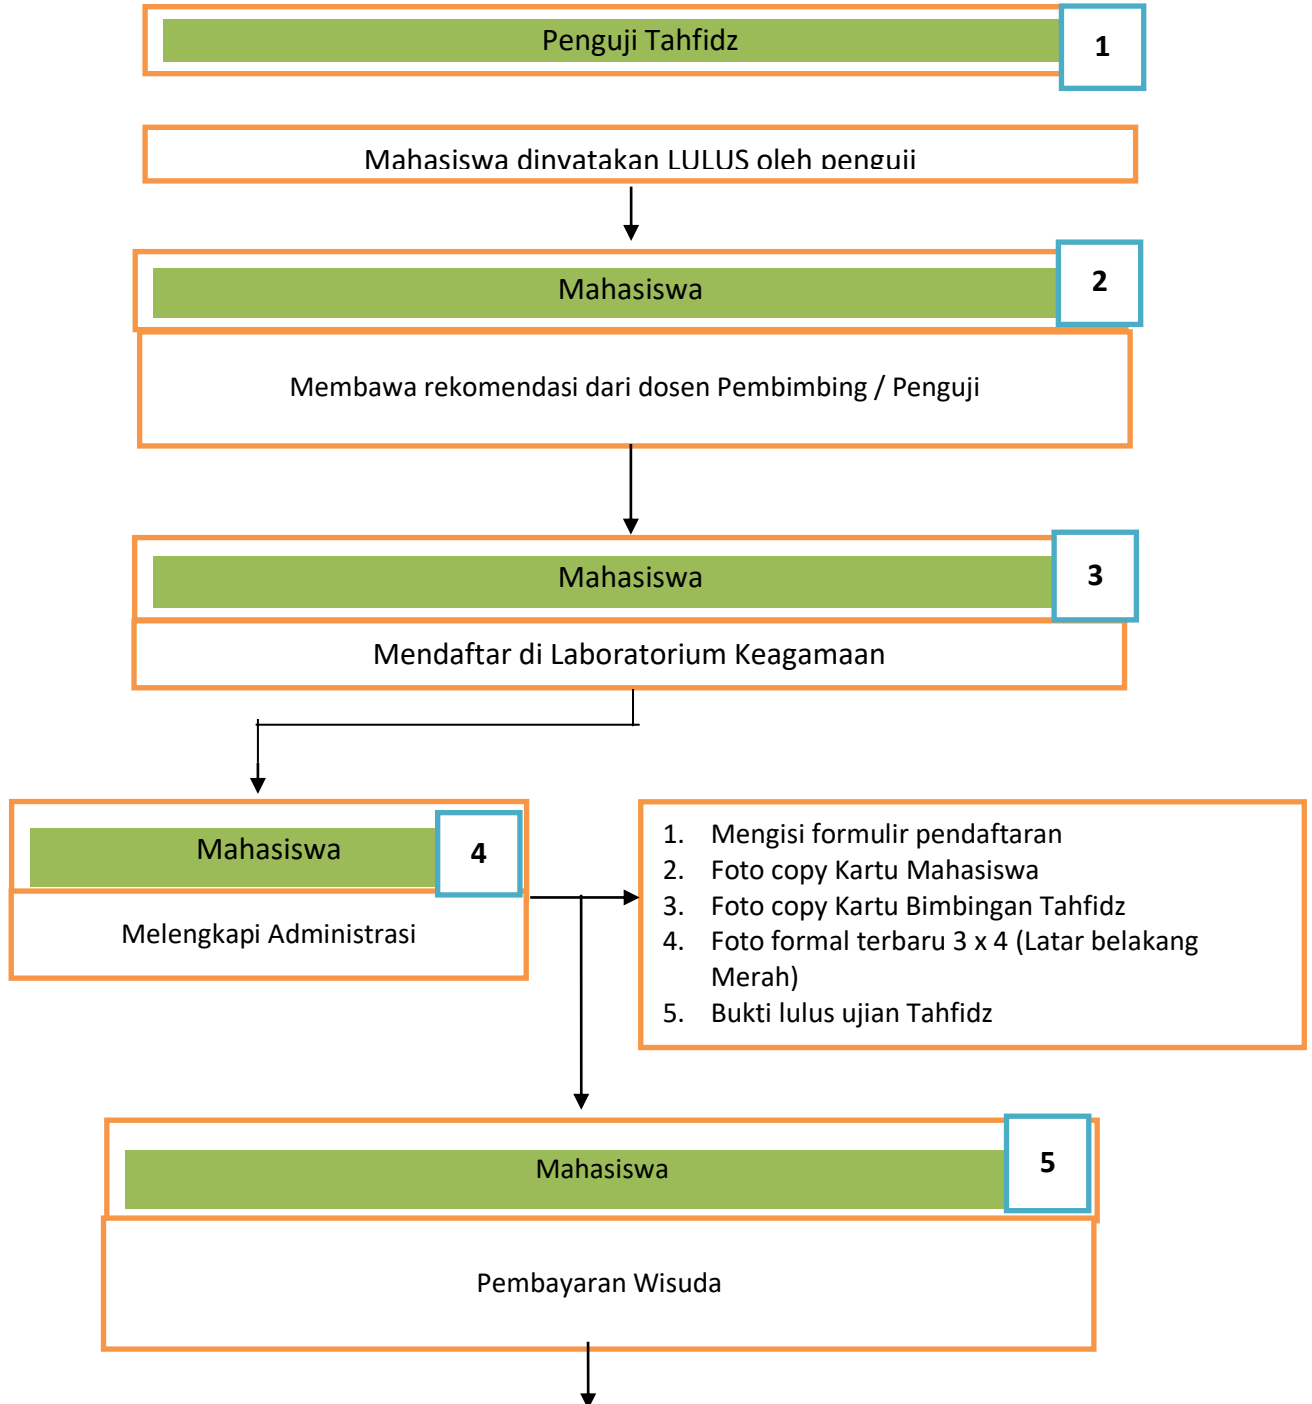 Penguji Tahfidz
1
Mahasiswa dinyatakan LULUS oleh penguji
Mahasiswa
2
Membawa rekomendasi dari dosen Pembimbing / Penguji
Mahasiswa
3
Mendaftar di Laboratorium Keagamaan
Mahasiswa
4
Melengkapi Administrasi
1. Mengisi formulir pendaftaran
2. Foto copy Kartu Mahasiswa
3. Foto copy Kartu Bimbingan Tahfidz
4. Foto formal terbaru 3 x 4 (Latar belakang
Merah)
5. Bukti lulus ujian Tahfidz
Mahasiswa
5
Pembayaran Wisuda